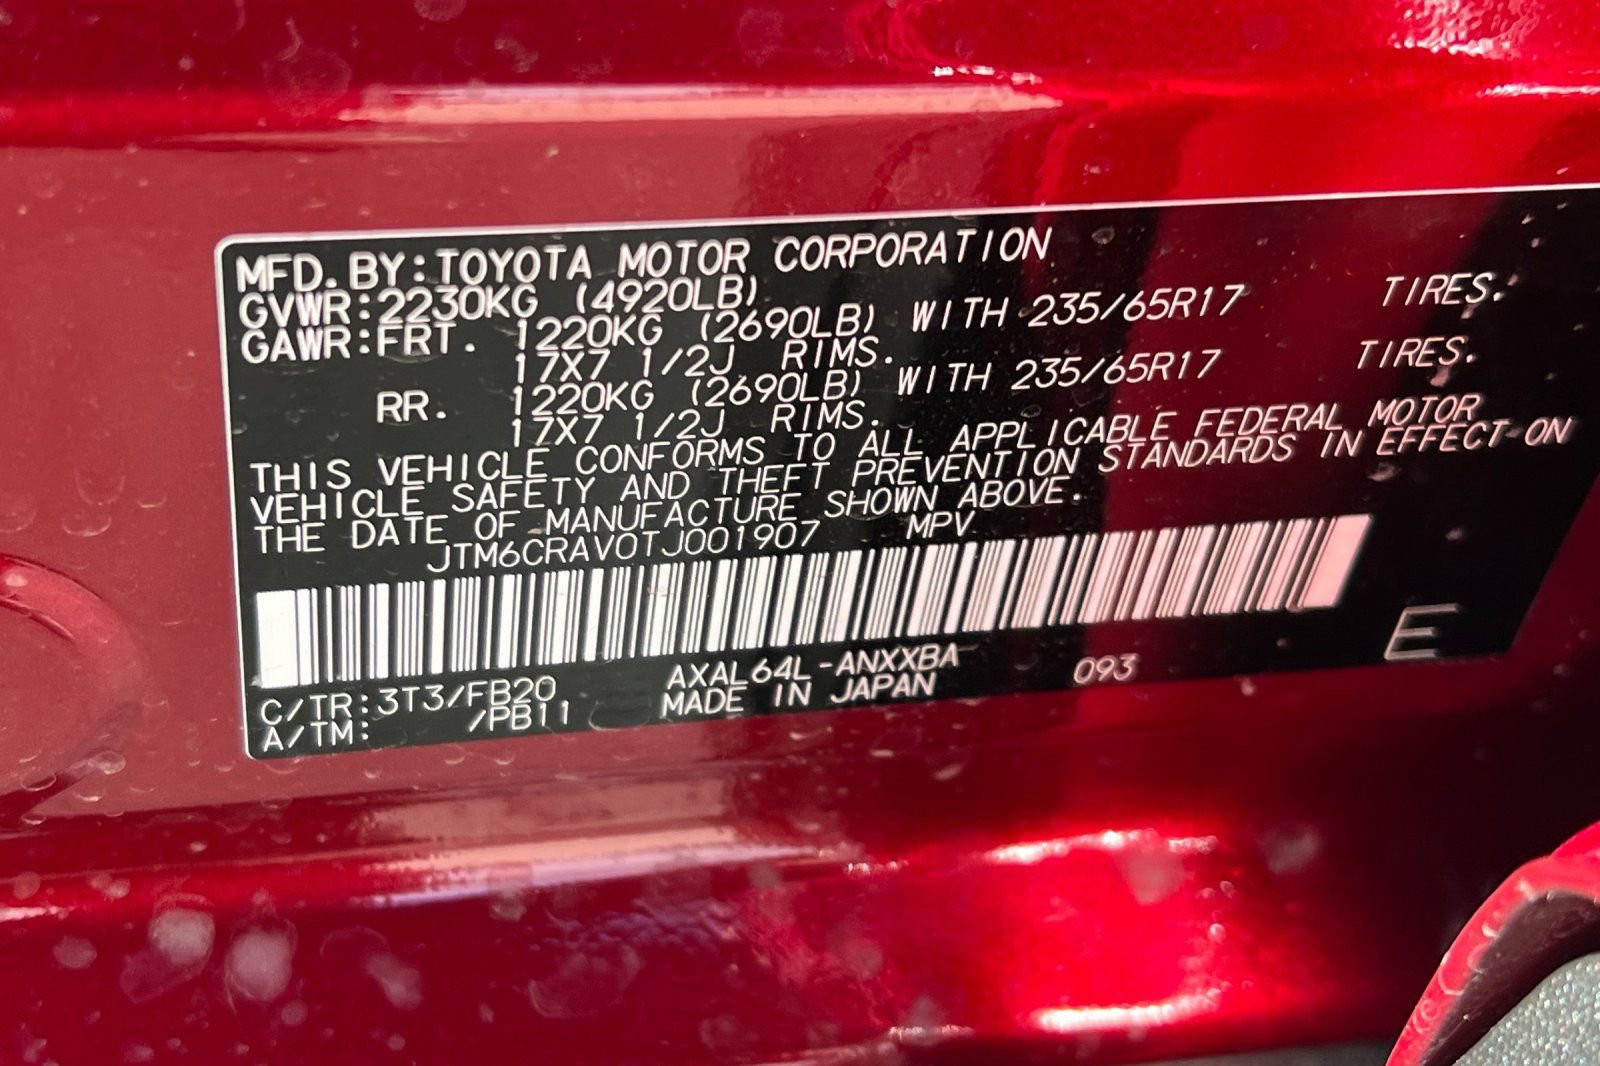 MFD.BY:TOYOTA MOTOR CORPORATION
GVWR:2230KG (4920LB)
GAWR:FRT. 1220KG (2690LB) WITH 235/65R17 TIRES.
17X7 1/2J RIMS.
RR. 1220KG (2690LB) WITH 235/65R17 TIRES.
17X7 1/2J RIMS.
THIS VEHICLE CONFORMS TO ALL APPLICABLE FEDERAL MOTOR
VEHICLE SAFETY AND THEFT PREVENTION STANDARDS IN EFFECT ON
THE DATE OF MANUFACTURE SHOWN ABOVE.
JTM6CRAV0TJ001907 MPV
C/TR:3T3/FB20 AXAL64L-ANXXBA 093 E
A/TM: /PB11 MADE IN JAPAN